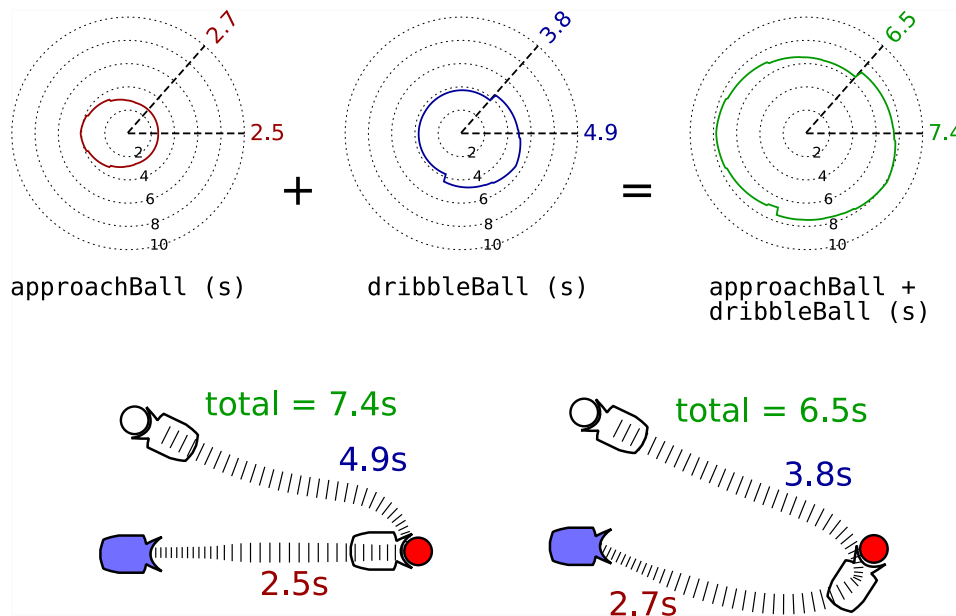 2.7
2.5
2
4
6
8
10
approachBall (s)
+
3.8
4.9
2
4
6
8
10
dribbleBall (s)
=
6.5
7.4
2
4
6
8
10
approachBall +
dribbleBall (s)
total = 7.4s
4.9s
2.5s
total = 6.5s
3.8s
2.7s